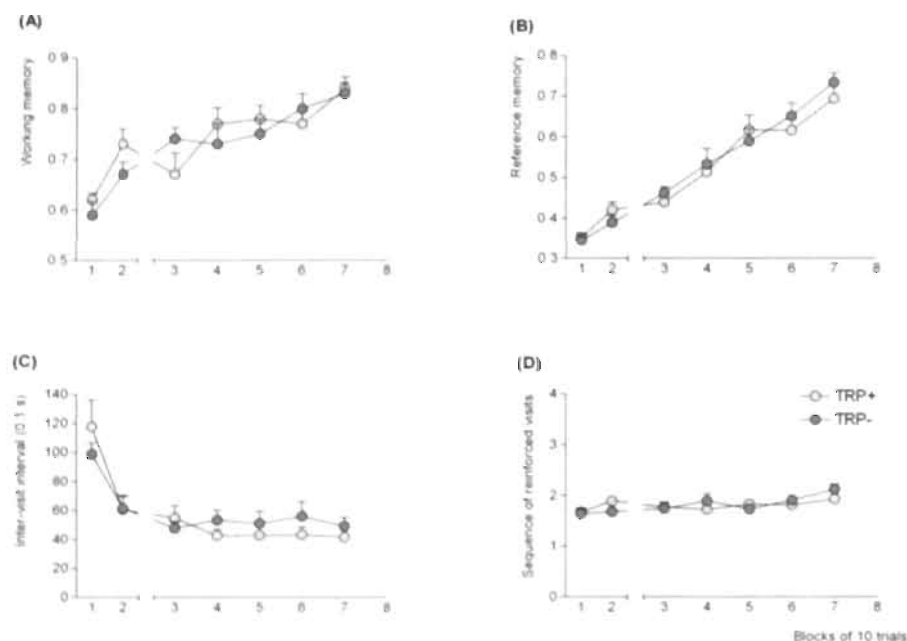 (A)
Working memory
0.9
0.8
0.7
0.6
0.5
1 2 3 4 5 6 7 8
(B)
Reference memory
0.8
0.7
0.6
0.5
0.4
0.3
1 2 3 4 5 6 7 8
(C)
Inter-visit interval (0.1 s)
140
120
100
80
60
40
20
0
1 2 3 4 5 6 7 8
(D)
Sequence of reinforced visits
4
3
2
1
0
TRP+
TRP-
1 2 3 4 5 6 7 8
Blocks of 10 trials